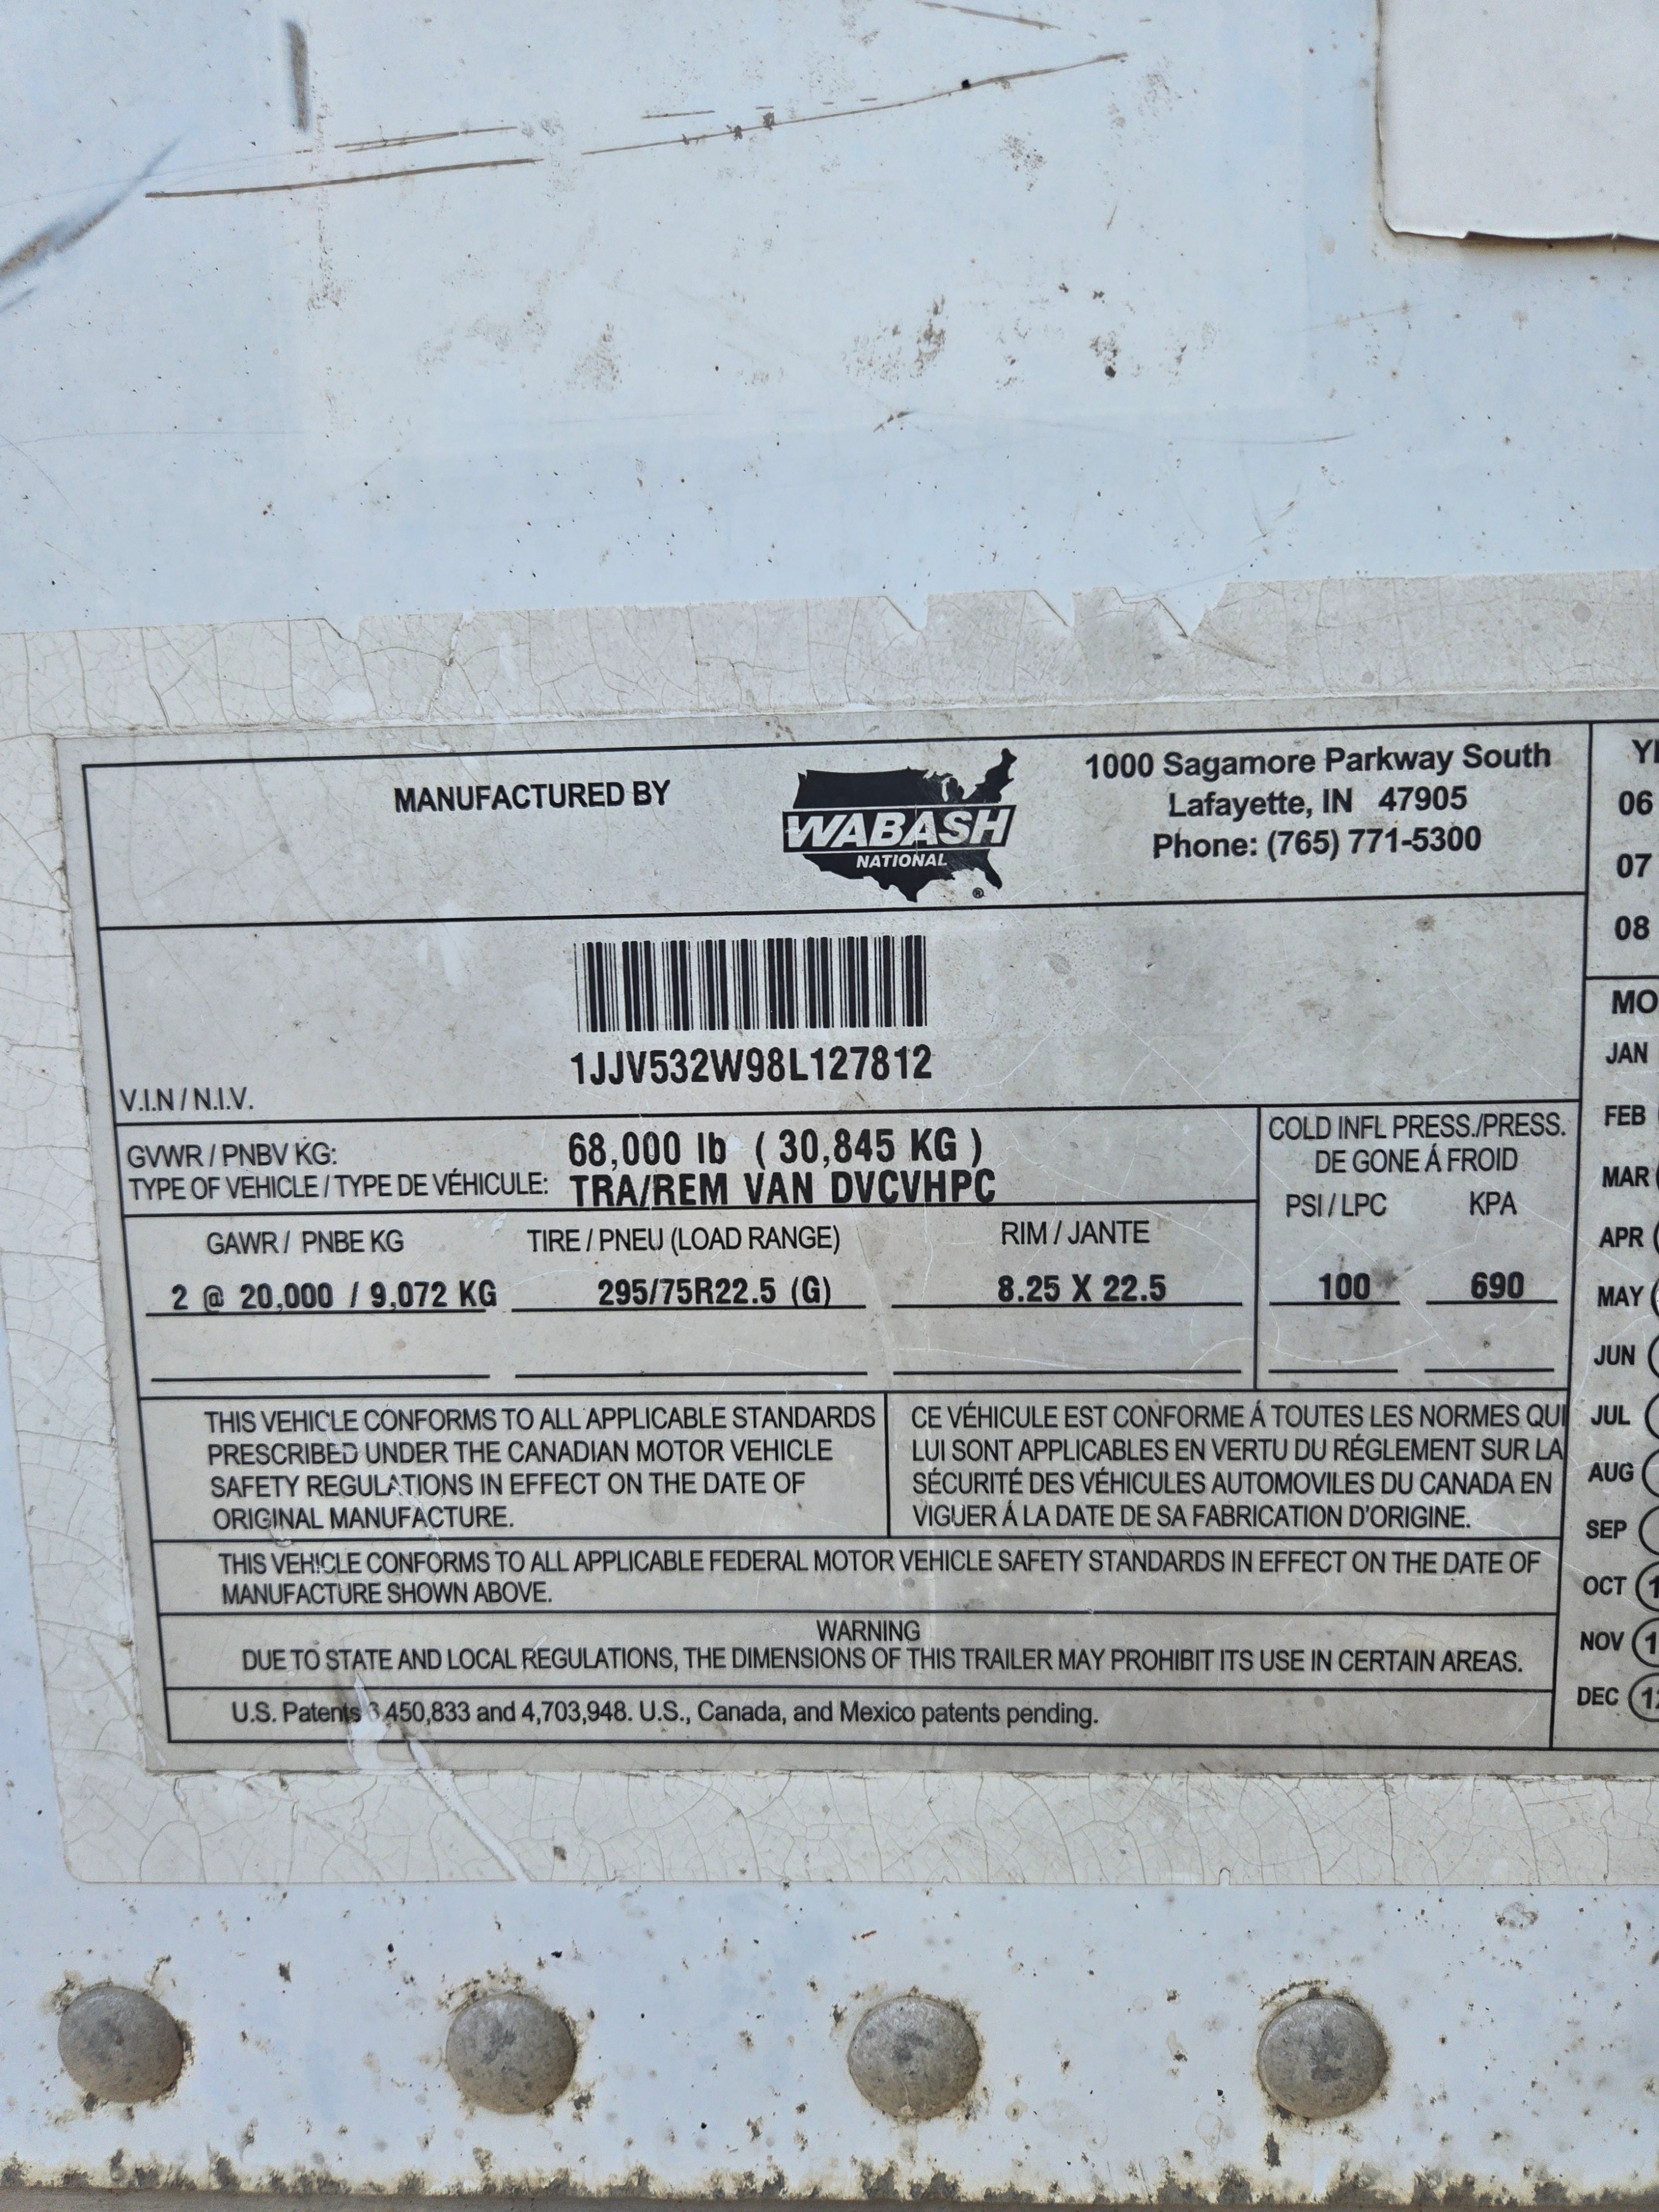 MANUFACTURED BY
WABASH
NATIONAL
®
1000 Sagamore Parkway South
Lafayette, IN 47905
Phone: (765) 771-5300
1JJV532W98L127812
V.I.N / N.I.V.
GVWR / PNBV KG: 68,000 lb ( 30,845 KG )
TYPE OF VEHICLE / TYPE DE VÉHICULE: TRA/REM VAN DVCVHPC
COLD INFL PRESS./PRESS.
DE GONE Á FROID
PSI / LPC KPA
GAWR / PNBE KG TIRE / PNEU (LOAD RANGE) RIM / JANTE
2 @ 20,000 / 9,072 KG 295/75R22.5 (G) 8.25 X 22.5 100 690
THIS VEHICLE CONFORMS TO ALL APPLICABLE STANDARDS
PRESCRIBED UNDER THE CANADIAN MOTOR VEHICLE
SAFETY REGULATIONS IN EFFECT ON THE DATE OF
ORIGINAL MANUFACTURE.
CE VÉHICULE EST CONFORME Á TOUTES LES NORMES QUI
LUI SONT APPLICABLES EN VERTU DU RÉGLEMENT SUR LA
SÉCURITÉ DES VÉHICULES AUTOMOVILES DU CANADA EN
VIGUER Á LA DATE DE SA FABRICATION D'ORIGINE.
THIS VEHICLE CONFORMS TO ALL APPLICABLE FEDERAL MOTOR VEHICLE SAFETY STANDARDS IN EFFECT ON THE DATE OF
MANUFACTURE SHOWN ABOVE.
WARNING
DUE TO STATE AND LOCAL REGULATIONS, THE DIMENSIONS OF THIS TRAILER MAY PROHIBIT ITS USE IN CERTAIN AREAS.
U.S. Patents 6,450,833 and 4,703,948. U.S., Canada, and Mexico patents pending.
06
07
08
MO
JAN
FEB
MAR
APR
MAY
JUN
JUL
AUG
SEP
OCT
NOV
DEC